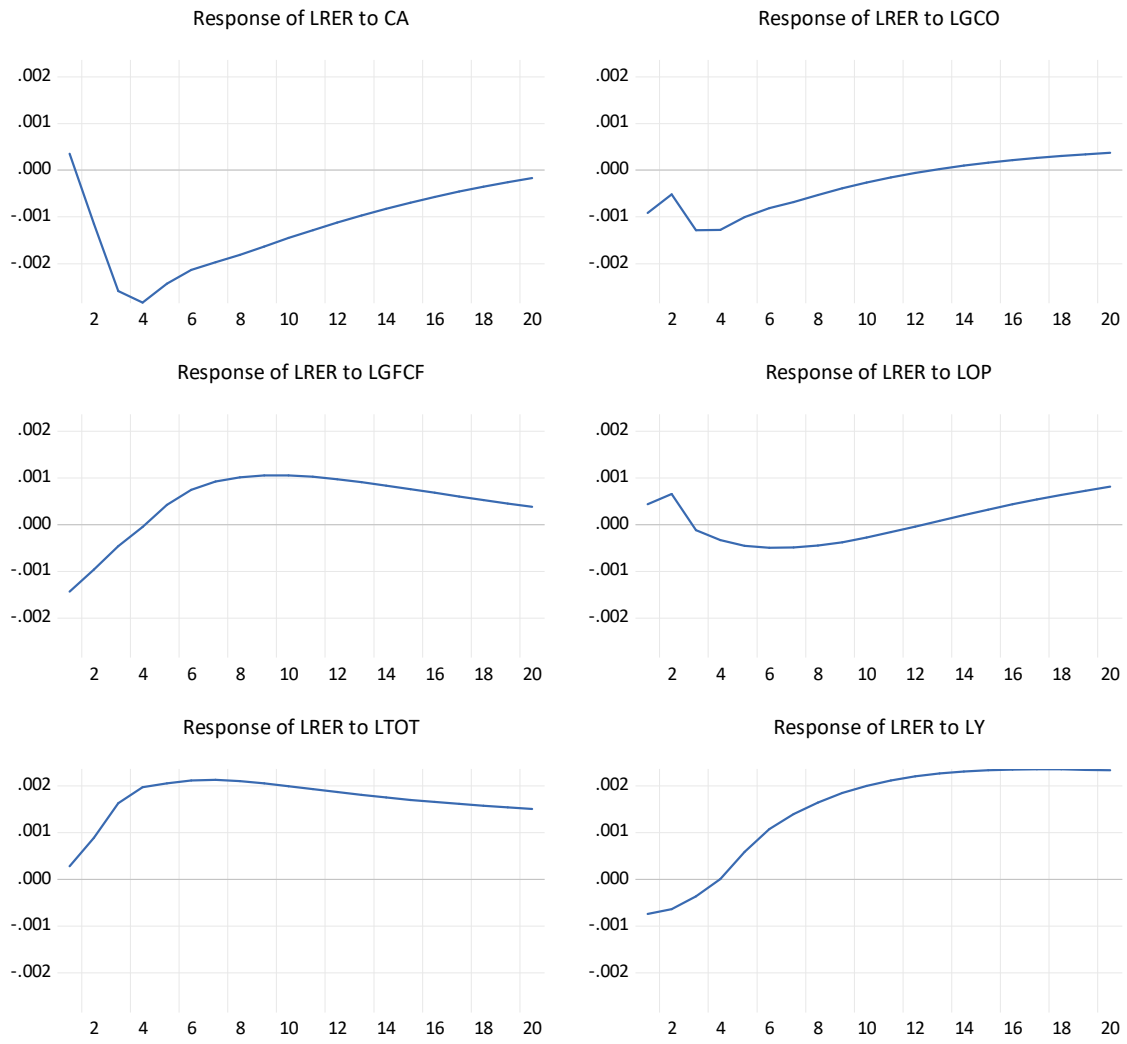 Response of LRER to CA
.002
.001
.000
-.001
-.002
2 4 6 8 10 12 14 16 18 20
Response of LRER to LGCO
.002
.001
.000
-.001
-.002
2 4 6 8 10 12 14 16 18 20
Response of LRER to LGFCF
.002
.001
.000
-.001
-.002
2 4 6 8 10 12 14 16 18 20
Response of LRER to LOP
.002
.001
.000
-.001
-.002
2 4 6 8 10 12 14 16 18 20
Response of LRER to LTOT
.002
.001
.000
-.001
-.002
2 4 6 8 10 12 14 16 18 20
Response of LRER to LY
.002
.001
.000
-.001
-.002
2 4 6 8 10 12 14 16 18 20